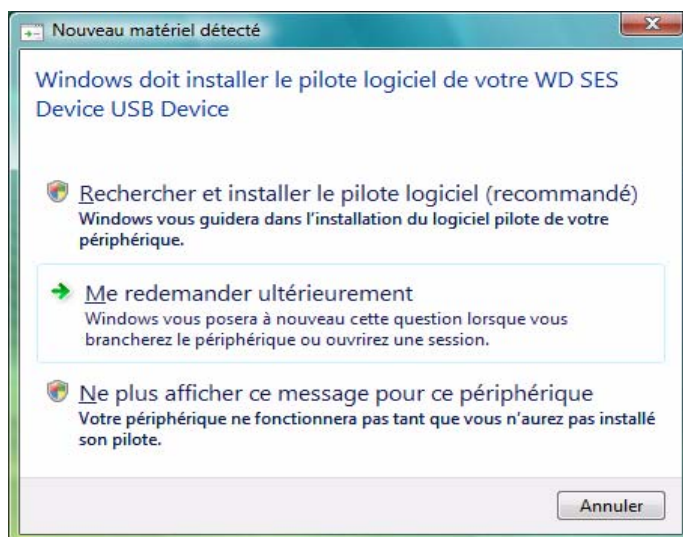 Nouveau matériel détecté
Windows doit installer le pilote logiciel de votre WD SES
Device USB Device
Rechercher et installer le pilote logiciel (recommandé)
Windows vous guidera dans l'installation du logiciel pilote de votre
périphérique.
Me redemander ultérieurement
Windows vous posera à nouveau cette question lorsque vous
brancherez le périphérique ou ouvrirez une session.
Ne plus afficher ce message pour ce périphérique
Votre périphérique ne fonctionnera pas tant que vous n'aurez pas installé
son pilote.
Annuler